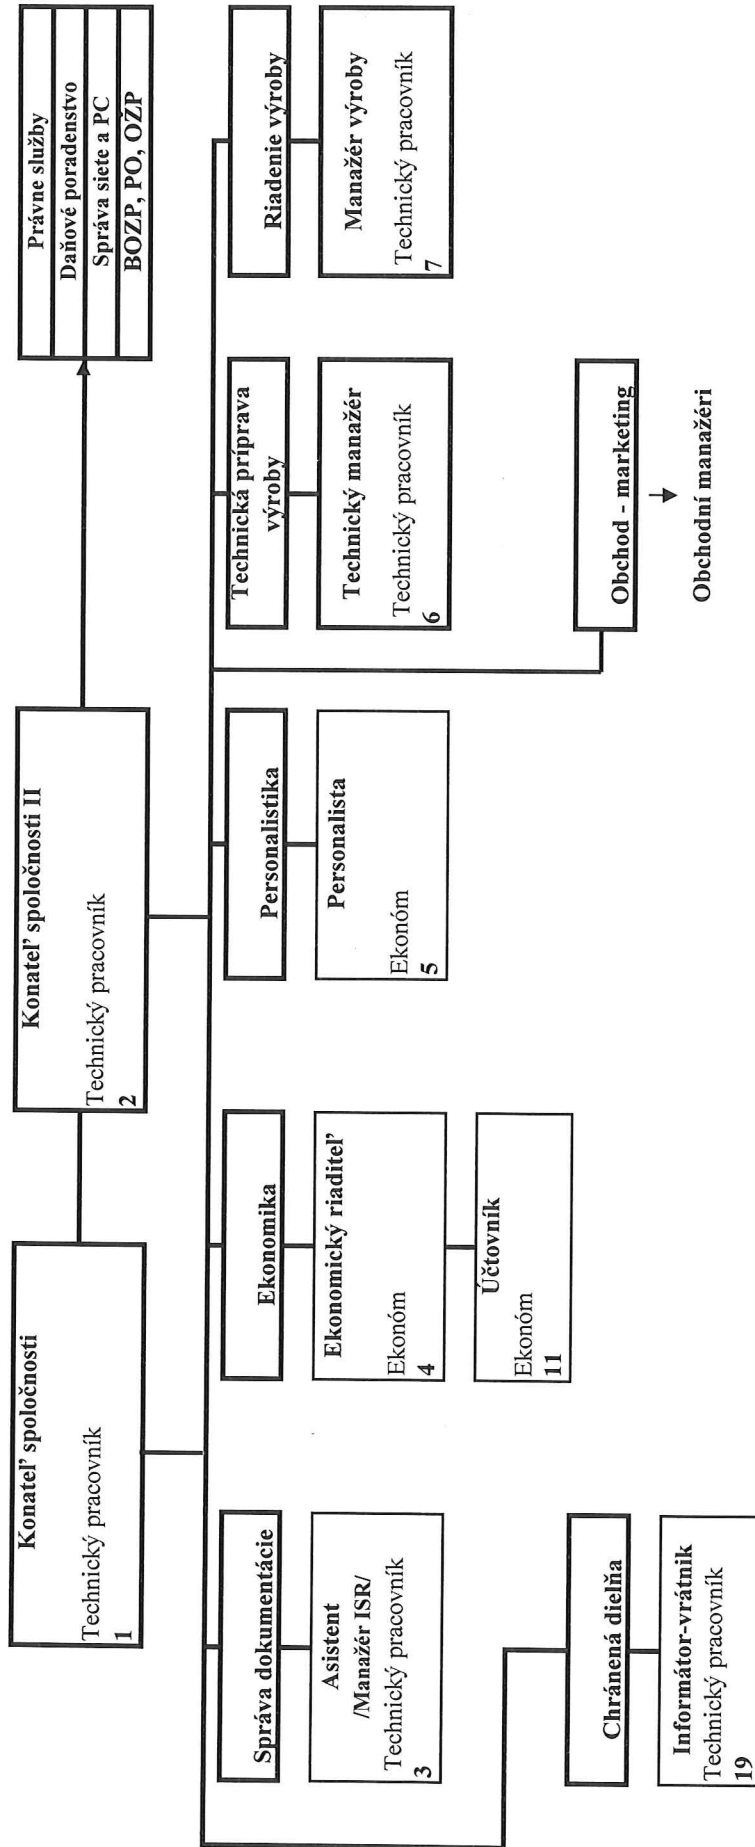 Konateľ spoločnosti
Technický pracovník
1
Konateľ spoločnosti II
Technický pracovník
2
Právne služby
Daňové poradenstvo
Správa siete a PC
BOZP, PO, OŽP
Správa dokumentácie
Asistent
/Manažér ISR/
Technický pracovník
3
Ekonomika
Ekonomický riaditeľ
Ekonóm
4
Účtovník
Ekonóm
11
Personalistika
Personalista
Ekonóm
5
Technická príprava
výroby
Technický manažér
Technický pracovník
6
Riadenie výroby
Manažér výroby
Technický pracovník
7
Chránená dielňa
Informátor-vrátnik
Technický pracovník
19
Obchod - marketing
Obchodní manažéri